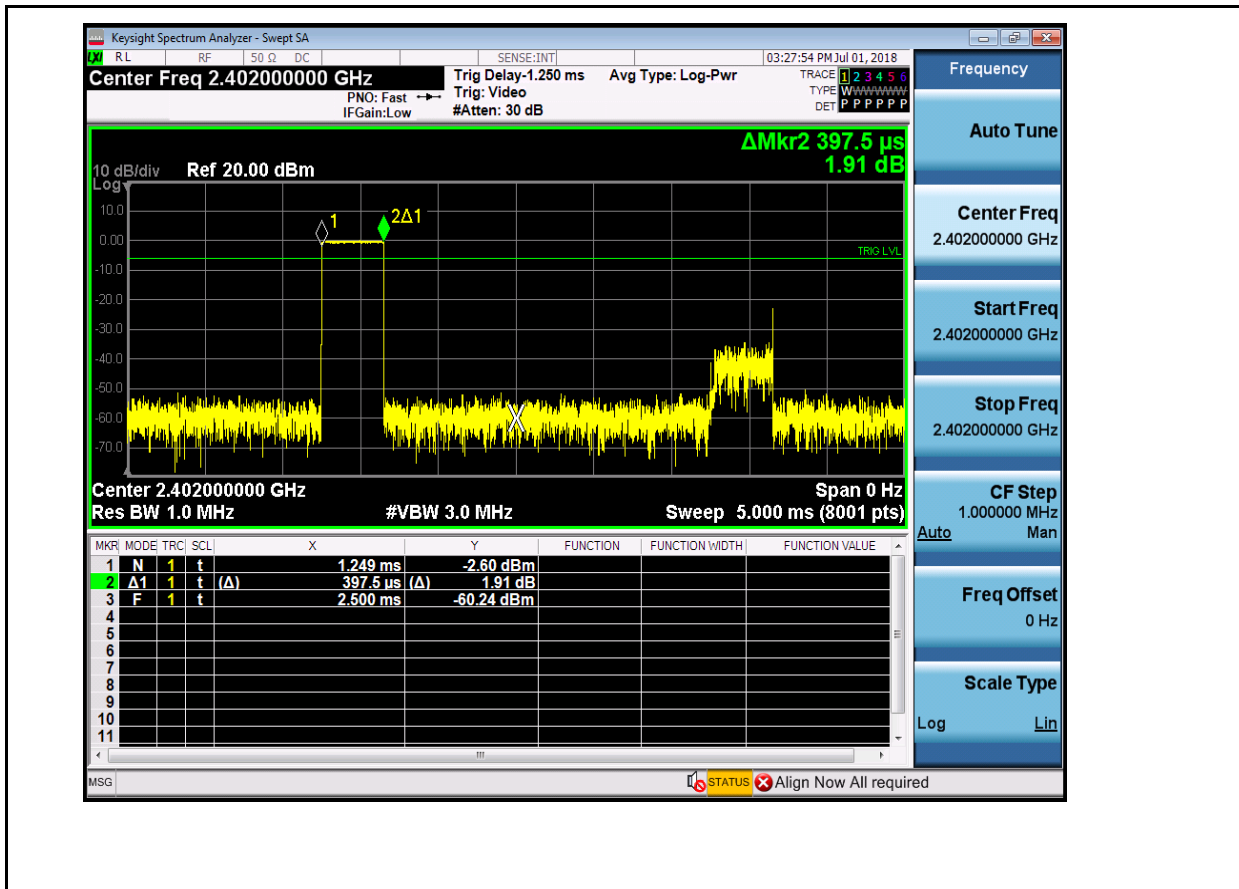 Keysight Spectrum Analyzer - Swept SA
LXI RL RF 50 Ω DC SENSE:INT 03:27:54 PM Jul 01, 2018
Center Freq 2.402000000 GHz
PNO: Fast
IFGain:Low
Trig Delay-1.250 ms
Trig: Video
#Atten: 30 dB
Avg Type: Log-Pwr
TRACE 1 2 3 4 5 6
TYPE WWWWWW
DET P P P P P P
ΔMkr2 397.5 µs
1.91 dB
10 dB/div Ref 20.00 dBm
Log
10.0
0.00
-10.0
-20.0
-30.0
-40.0
-50.0
-60.0
-70.0
1
2Δ1
TRIG LVL
X
Center 2.402000000 GHz Span 0 Hz
Res BW 1.0 MHz #VBW 3.0 MHz Sweep 5.000 ms (8001 pts)
MKR MODE TRC SCL X Y FUNCTION FUNCTION WIDTH FUNCTION VALUE
1 N 1 t 1.249 ms -2.60 dBm
2 Δ1 1 t (Δ) 397.5 µs (Δ) 1.91 dB
3 F 1 t 2.500 ms -60.24 dBm
4
5
6
7
8
9
10
11
MSG STATUS Align Now All required
Frequency
Auto Tune
Center Freq
2.402000000 GHz
Start Freq
2.402000000 GHz
Stop Freq
2.402000000 GHz
CF Step
1.000000 MHz
Auto Man
Freq Offset
0 Hz
Scale Type
Log Lin